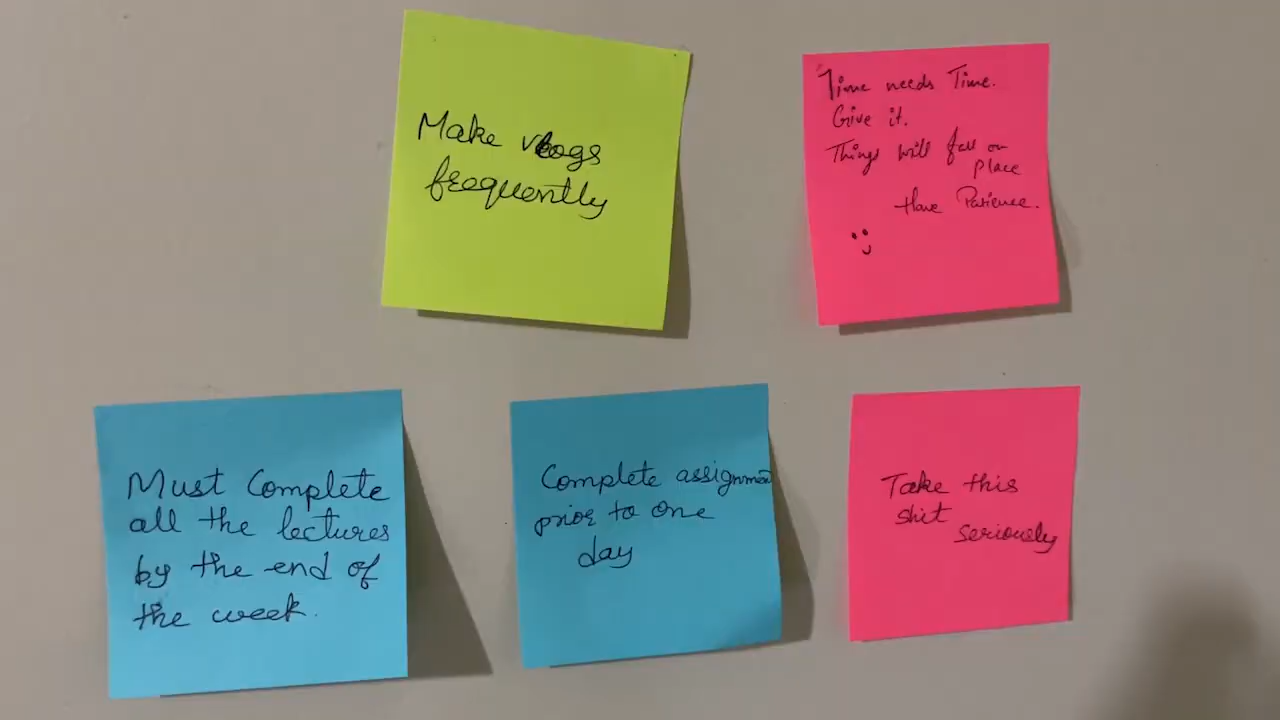 Make vlogs
frequently
Time needs Time.
Give it.
Things will fall on
place
Have Patience.
Must Complete
all the lectures
by the end of
the week.
Complete assignment
prior to one
day
Take this
shit
seriously